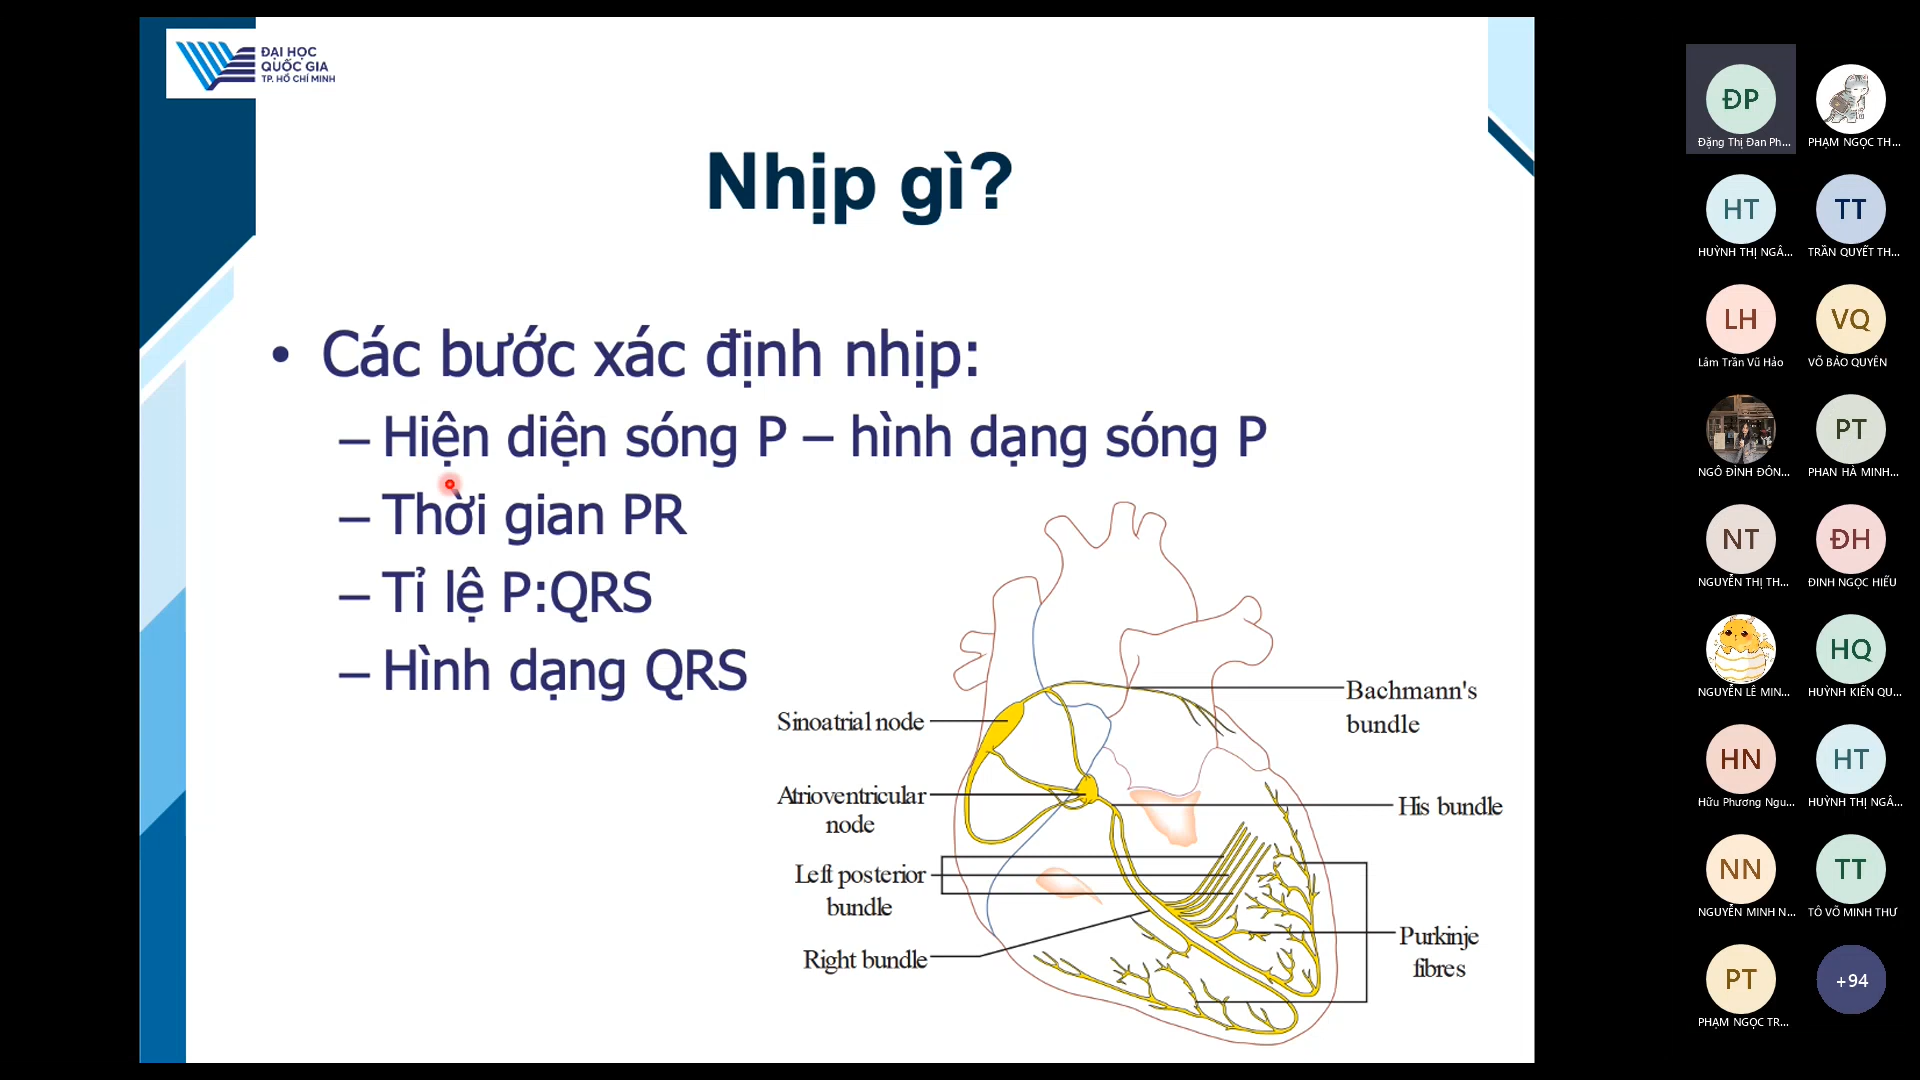 ĐẠI HỌC
QUỐC GIA
TP. HỒ CHÍ MINH
Nhịp gì?
• Các bước xác định nhịp:
– Hiện diện sóng P – hình dạng sóng P
– Thời gian PR
– Tỉ lệ P:QRS
– Hình dạng QRS
Sinoatrial node
Atrioventricular
node
Left posterior
bundle
Right bundle
Bachmann's
bundle
His bundle
Purkinje
fibres
ĐP
Đặng Thị Đan Ph...
PHẠM NGỌC TH...
HT
HUỲNH THỊ NGÂ...
TT
TRẦN QUYẾT TH...
LH
Lâm Trần Vũ Hảo
VQ
VÕ BẢO QUYÊN
NGÔ ĐÌNH ĐÔN...
PT
PHAN HÀ MINH...
NT
NGUYỄN THỊ TH...
ĐH
ĐINH NGỌC HIẾU
NGUYỄN LÊ MIN...
HQ
HUỲNH KIẾN QU...
HN
Hữu Phương Ngu...
HT
HUỲNH THỊ NGÂ...
NN
NGUYỄN MINH N...
TT
TÔ VÕ MINH THƯ
PT
PHẠM NGỌC TR...
+94